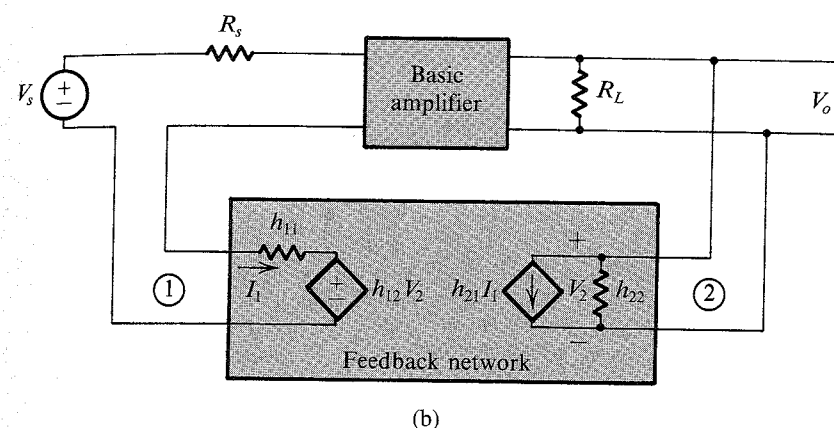 R_s
V_s
+
−
Basic
amplifier
R_L
V_o
h_11
I_1
①
+
−
h_12 V_2
h_21 I_1
+
V_2
−
h_22
②
Feedback network
(b)